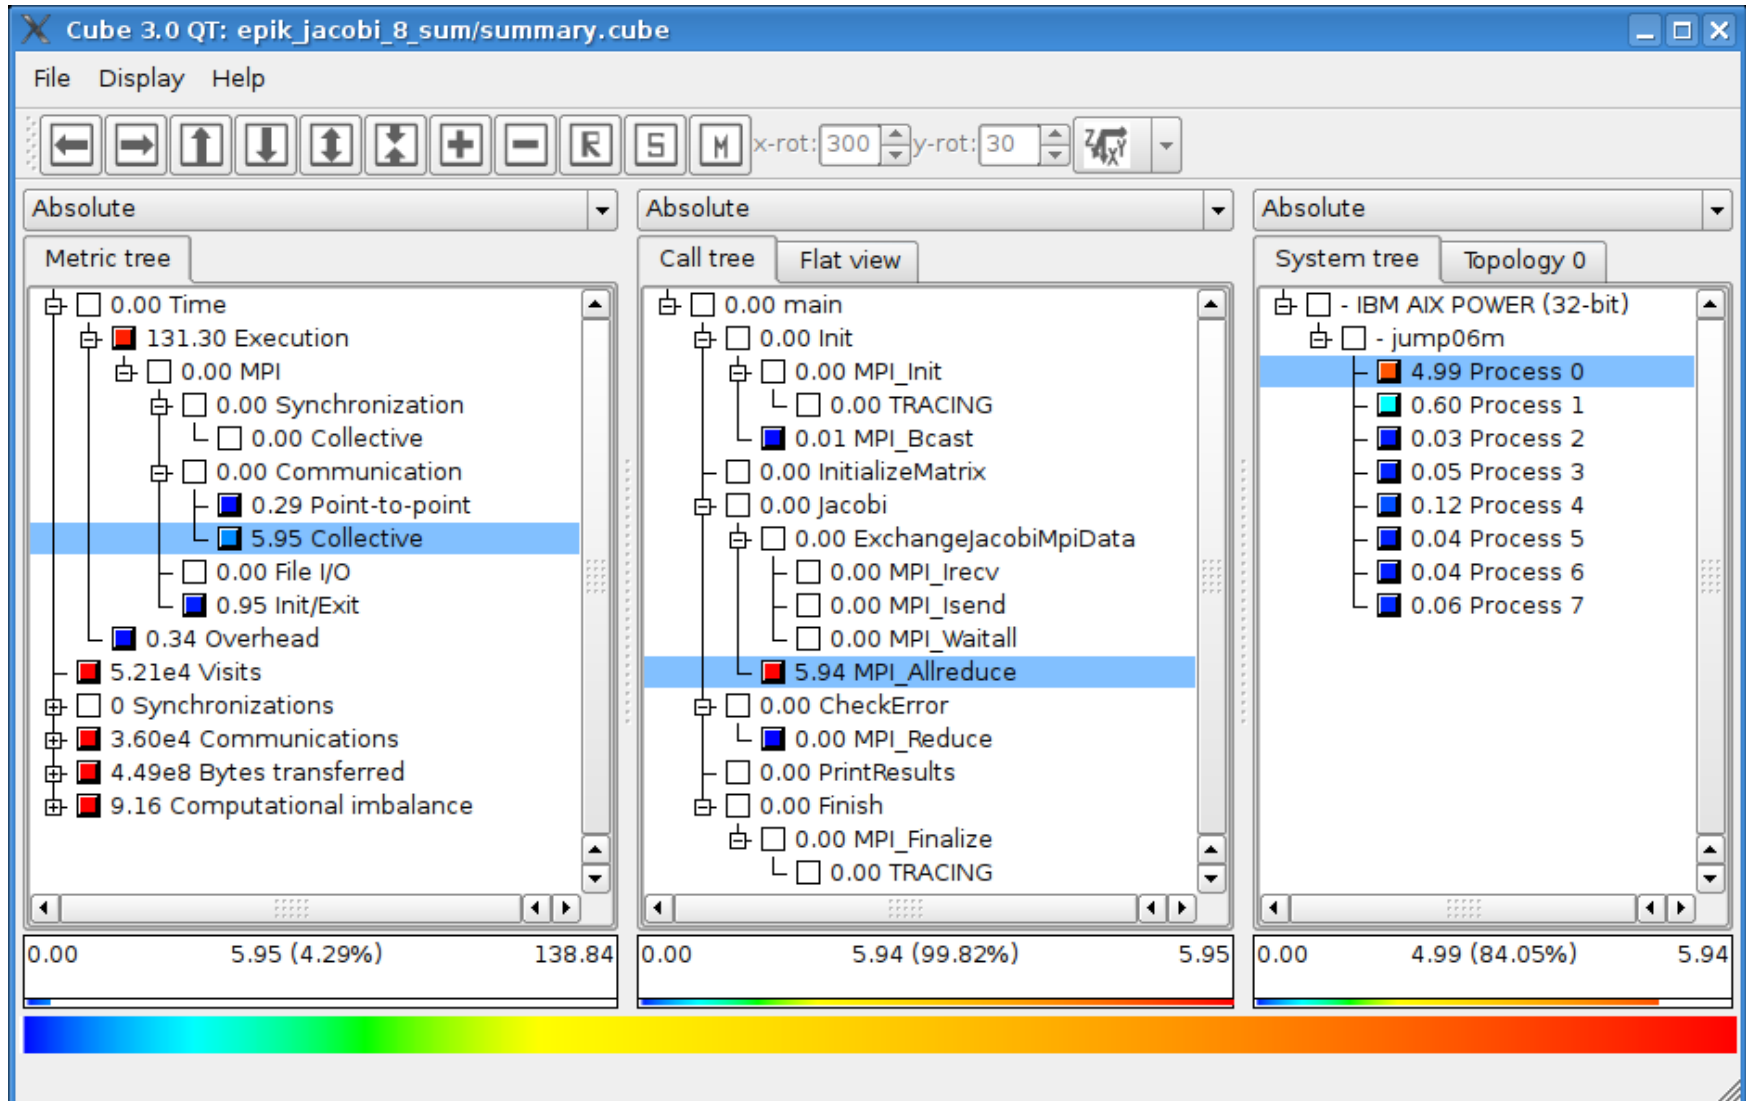 Cube 3.0 QT: epik_jacobi_8_sum/summary.cube
File Display Help
R S M x-rot: 300 y-rot: 30 Z X Y
Absolute
Metric tree
0.00 Time
131.30 Execution
0.00 MPI
0.00 Synchronization
0.00 Collective
0.00 Communication
0.29 Point-to-point
5.95 Collective
0.00 File I/O
0.95 Init/Exit
0.34 Overhead
5.21e4 Visits
0 Synchronizations
3.60e4 Communications
4.49e8 Bytes transferred
9.16 Computational imbalance
0.00 5.95 (4.29%) 138.84
Absolute
Call tree Flat view
0.00 main
0.00 Init
0.00 MPI_Init
0.00 TRACING
0.01 MPI_Bcast
0.00 InitializeMatrix
0.00 Jacobi
0.00 ExchangeJacobiMpiData
0.00 MPI_Irecv
0.00 MPI_Isend
0.00 MPI_Waitall
5.94 MPI_Allreduce
0.00 CheckError
0.00 MPI_Reduce
0.00 PrintResults
0.00 Finish
0.00 MPI_Finalize
0.00 TRACING
0.00 5.94 (99.82%) 5.95
Absolute
System tree Topology 0
- IBM AIX POWER (32-bit)
- jump06m
4.99 Process 0
0.60 Process 1
0.03 Process 2
0.05 Process 3
0.12 Process 4
0.04 Process 5
0.04 Process 6
0.06 Process 7
0.00 4.99 (84.05%) 5.94